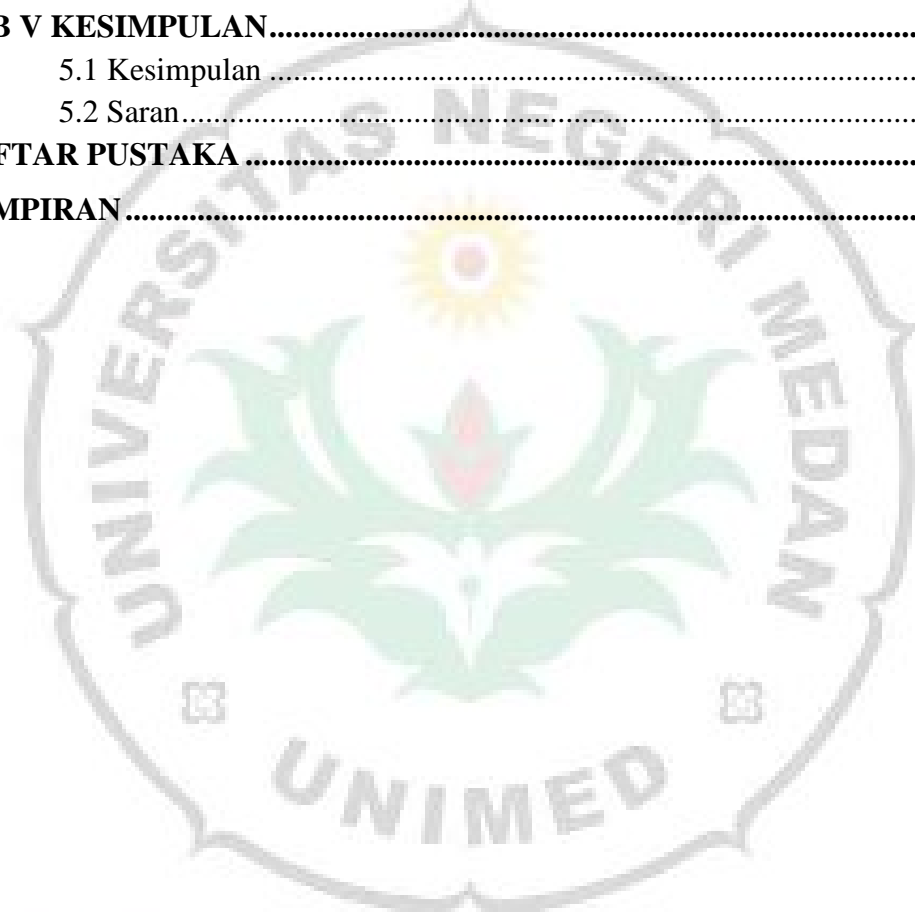 B V KESIMPULAN........................................................................................
5.1 Kesimpulan ........................................................................................
5.2 Saran........................................................................................
FTAR PUSTAKA ........................................................................................
MPIRAN........................................................................................
UNIVERSITAS NEGERI MEDAN
UNIMED